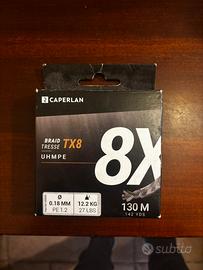 CAPERLAN
BRAID
TRESSE TX8
UHMPE
8X
Ø
0.18 MM
PE 1.2
12.2 KG
27 LBS
130 M
142 YDS
subito